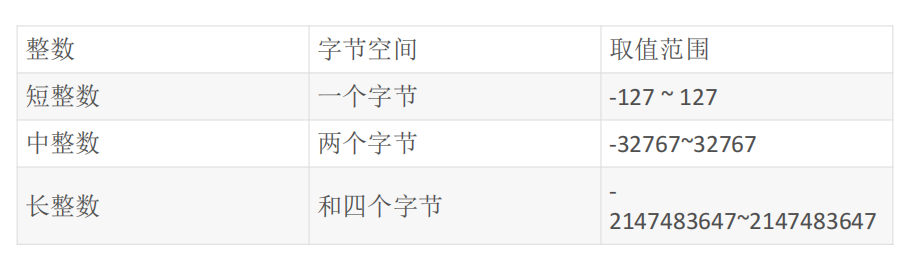 整数 字节空间 取值范围
短整数 一个字节 -127 ~ 127
中整数 两个字节 -32767~32767
长整数 和四个字节 -
2147483647~2147483647